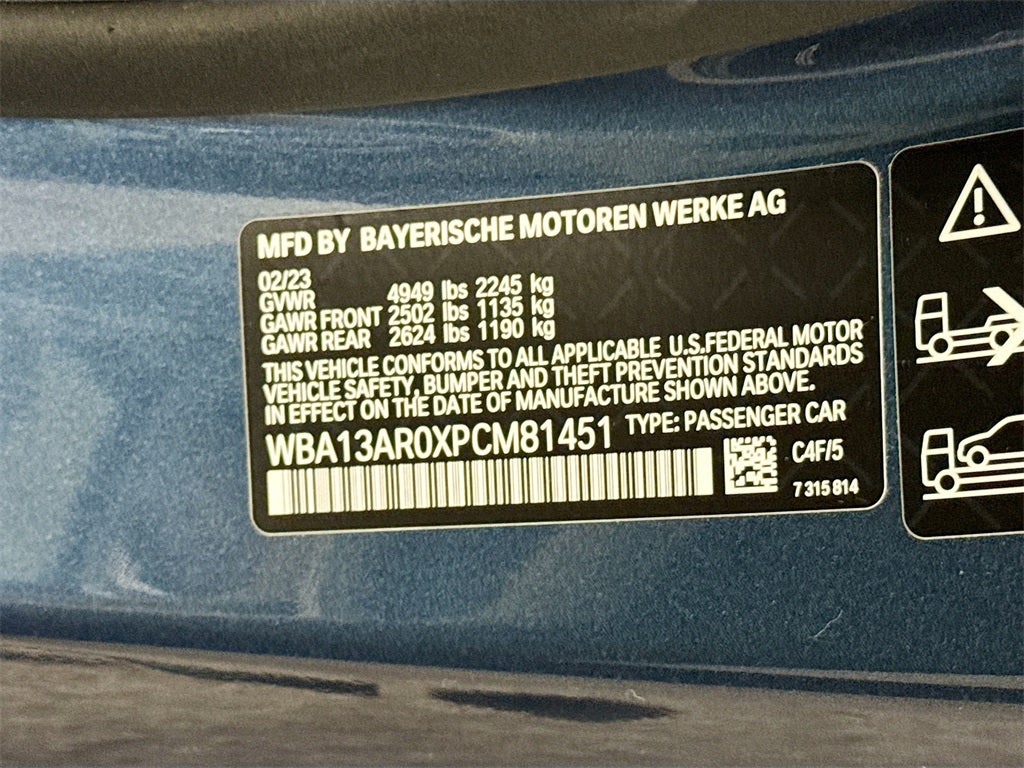 MFD BY BAYERISCHE MOTOREN WERKE AG
02/23
GVWR 4949 lbs 2245 kg
GAWR FRONT 2502 lbs 1135 kg
GAWR REAR 2624 lbs 1190 kg
THIS VEHICLE CONFORMS TO ALL APPLICABLE U.S.FEDERAL MOTOR
VEHICLE SAFETY, BUMPER AND THEFT PREVENTION STANDARDS
IN EFFECT ON THE DATE OF MANUFACTURE SHOWN ABOVE.
WBA13AR0XPCM81451 TYPE: PASSENGER CAR
C4F/5
7 315 814